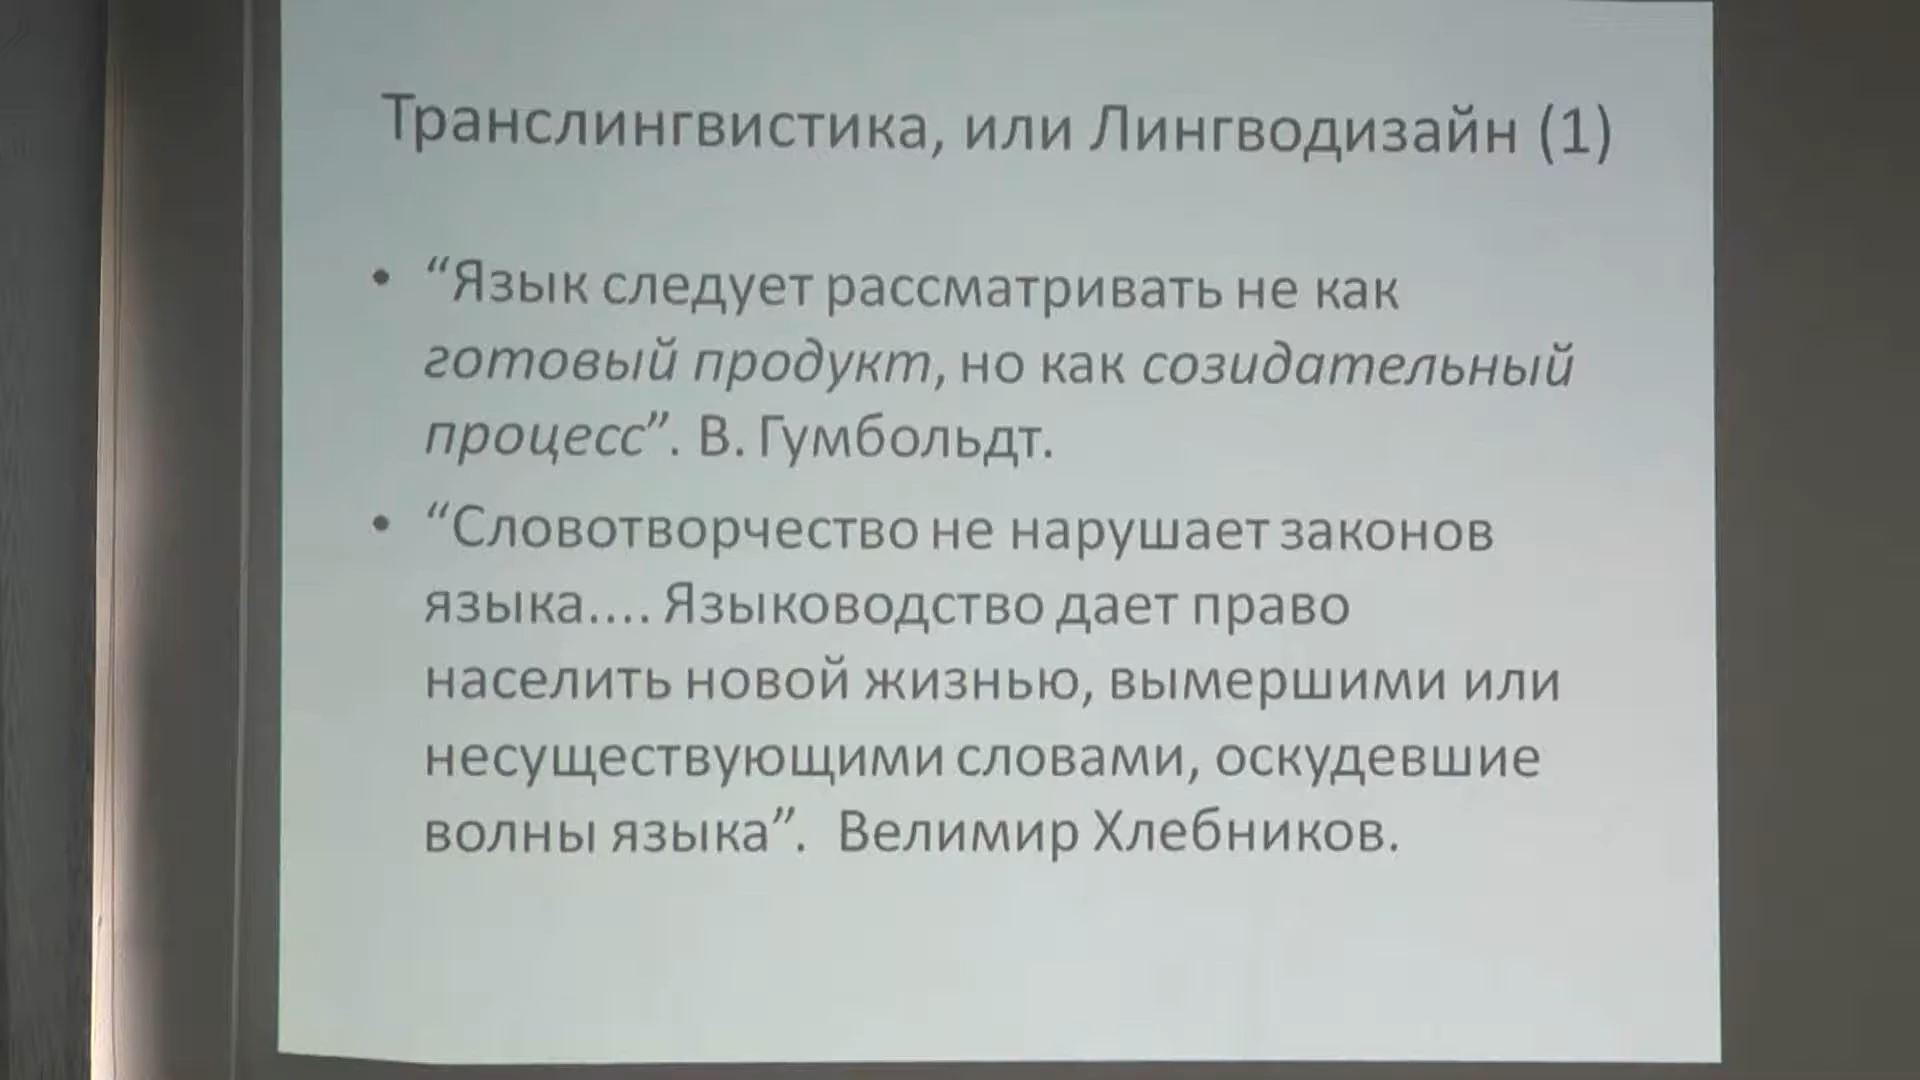 Транслингвистика, или Лингводизайн (1)
• “Язык следует рассматривать не как
готовый продукт, но как созидательный
процесс”. В. Гумбольдт.
• “Словотворчество не нарушает законов
языка.... Языководство дает право
населить новой жизнью, вымершими или
несуществующими словами, оскудевшие
волны языка”. Велимир Хлебников.